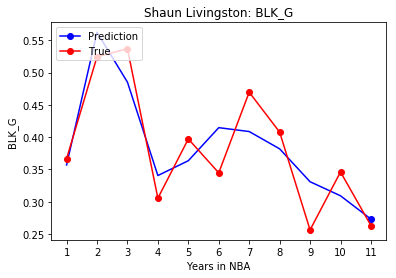 Shaun Livingston: BLK_G
Prediction
True
0.55
0.50
0.45
0.40
0.35
0.30
0.25
BLK_G
1 2 3 4 5 6 7 8 9 10 11
Years in NBA